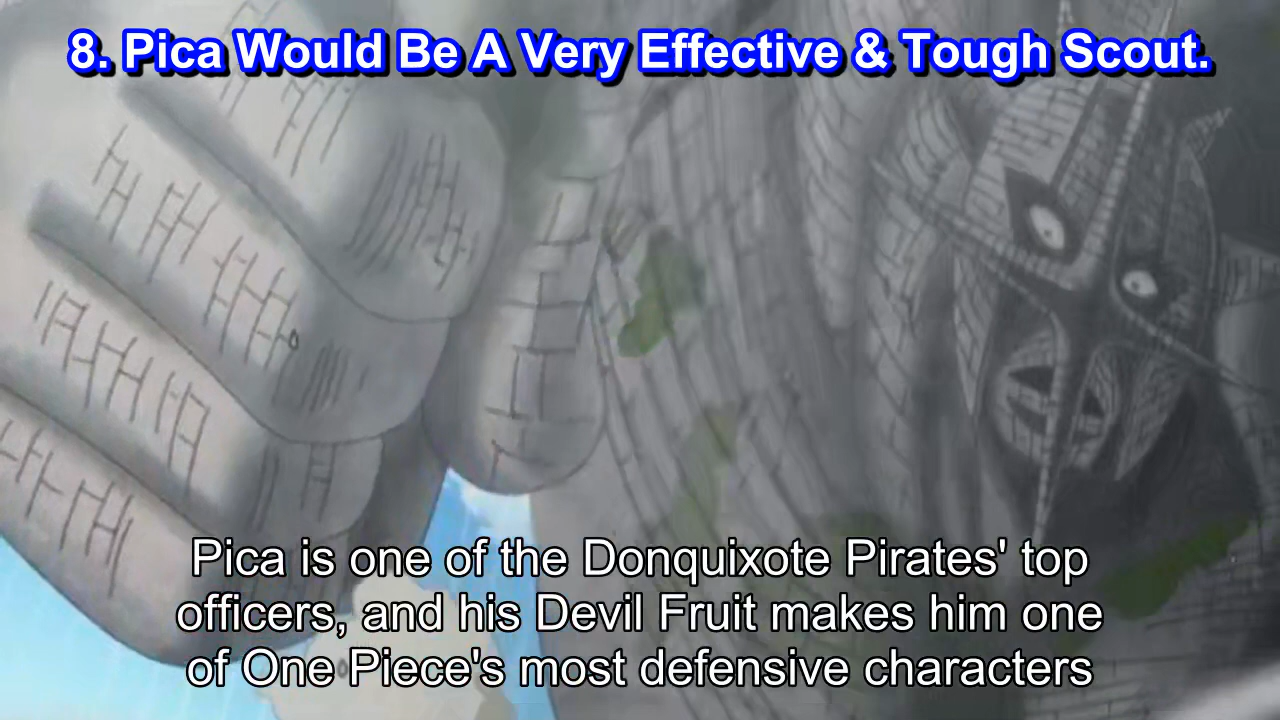 8. Pica Would Be A Very Effective & Tough Scout.
Pica is one of the Donquixote Pirates' top
officers, and his Devil Fruit makes him one
of One Piece's most defensive characters